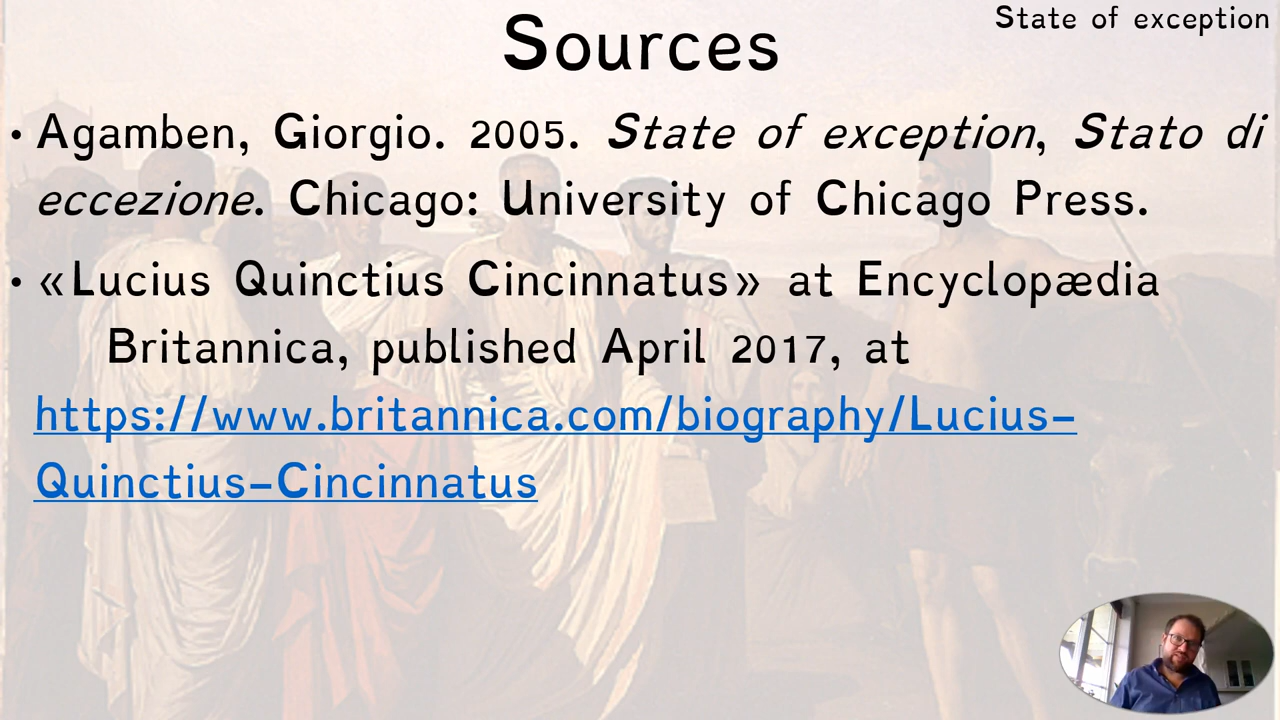 State of exception
Sources
• Agamben, Giorgio. 2005. State of exception, Stato di
eccezione. Chicago: University of Chicago Press.
• «Lucius Quinctius Cincinnatus» at Encyclopædia
Britannica, published April 2017, at
https://www.britannica.com/biography/Lucius-
Quinctius-Cincinnatus